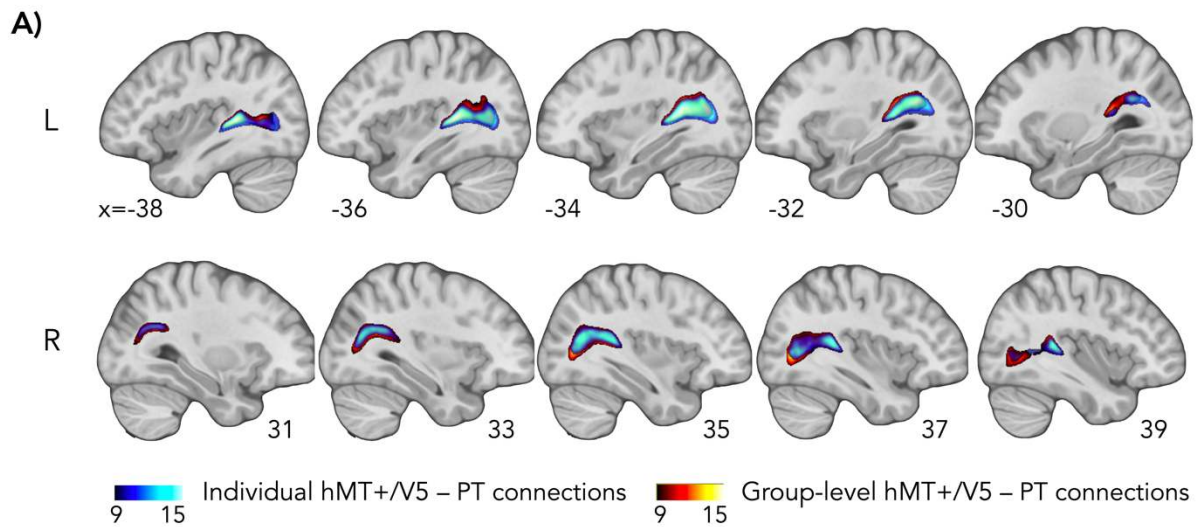 A)
L
x=-38 -36 -34 -32 -30
R
31 33 35 37 39
Individual hMT+/V5 – PT connections Group-level hMT+/V5 – PT connections
9 15 9 15